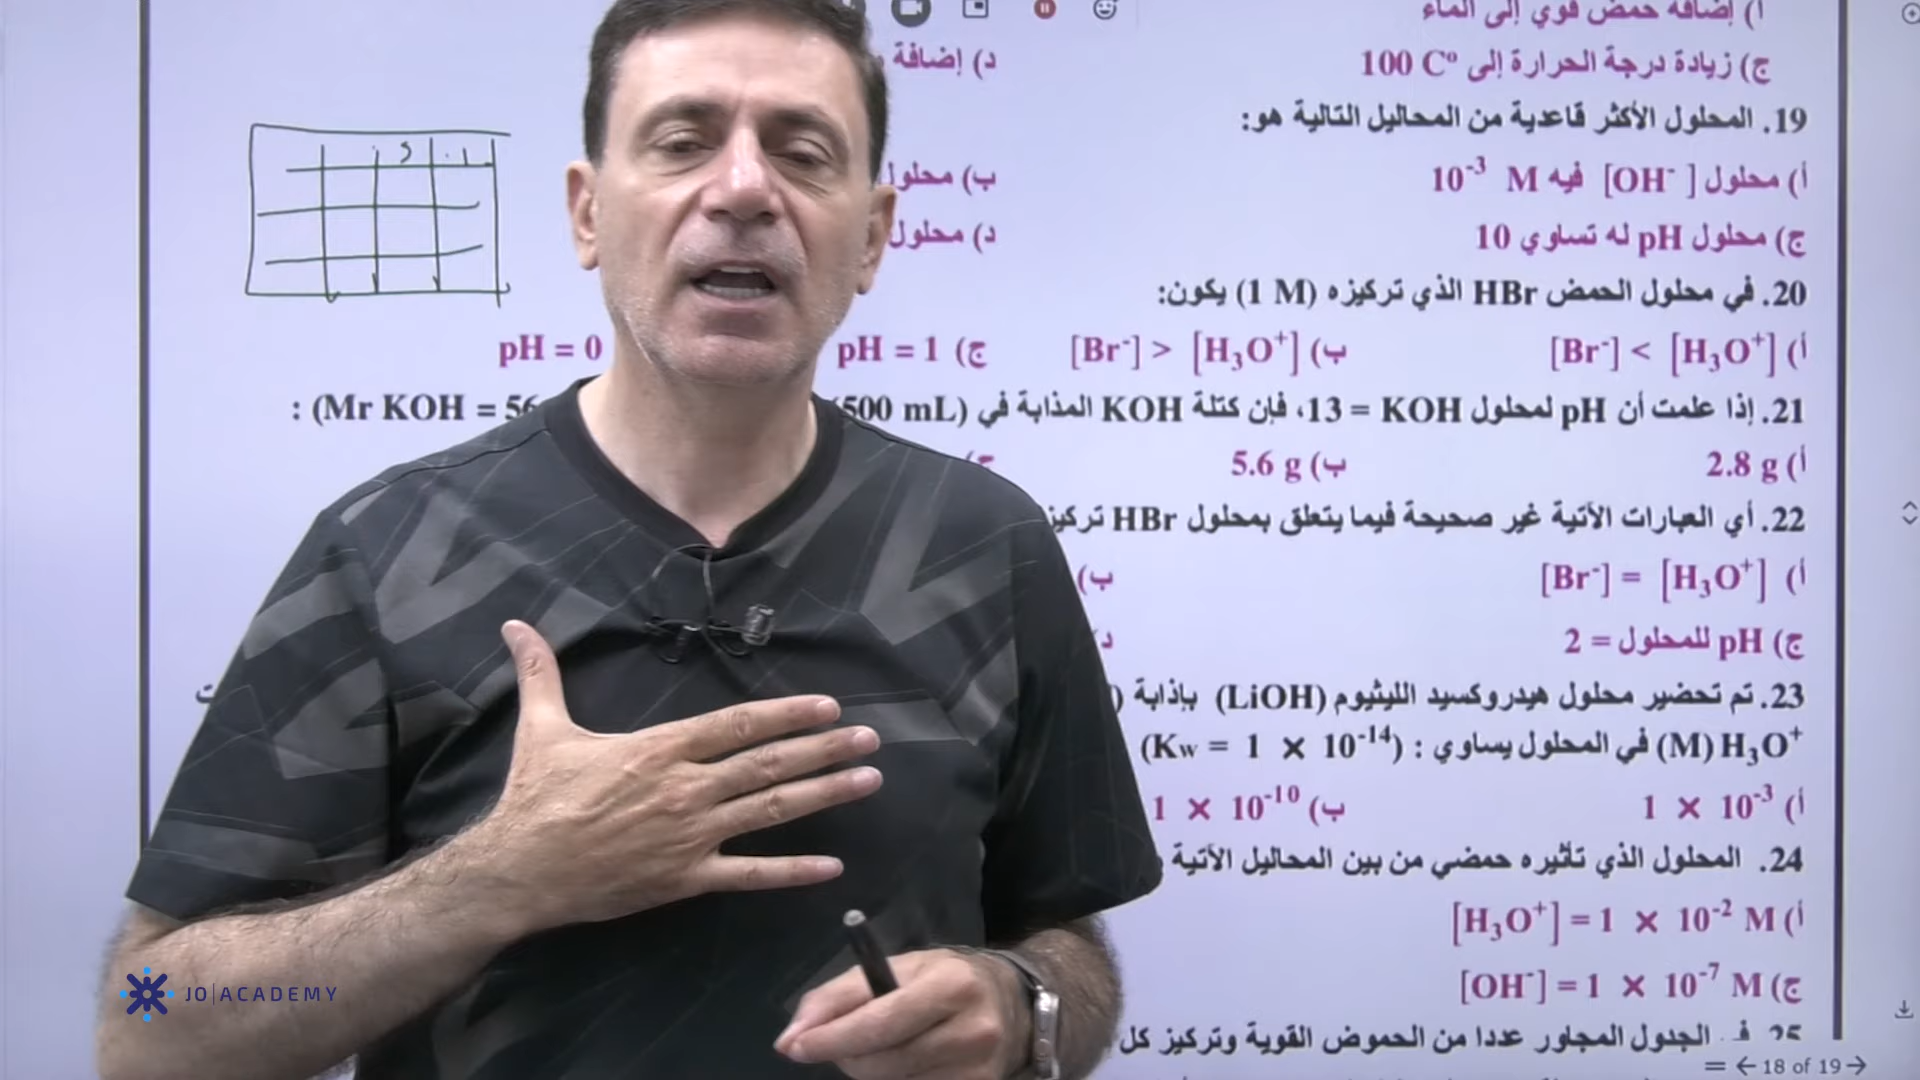 أ) إضافة حمض قوي إلى الماء
ج) زيادة درجة الحرارة إلى 100 Cº
د) إضافة
19. المحلول الأكثر قاعدية من المحاليل التالية هو:
أ) محلول [OH⁻] فيه 10⁻³ M
ب) محلول
ج) محلول pH له تساوي 10
د) محلول
20. في محلول الحمض HBr الذي تركيزه (1 M) يكون:
أ) [Br⁻] < [H₃O⁺] ب) [Br⁻] > [H₃O⁺] ج) pH = 1 pH = 0
21. إذا علمت أن pH لمحلول KOH = 13، فإن كتلة KOH المذابة في (500 mL) (Mr KOH = 56 :
أ) 2.8 g ب) 5.6 g
22. أي العبارات الآتية غير صحيحة فيما يتعلق بمحلول HBr تركيز
أ) [Br⁻] = [H₃O⁺] ب)
ج) pH للمحلول = 2 د
23. تم تحضير محلول هيدروكسيد الليثيوم (LiOH) بإذابة
H₃O⁺ (M) في المحلول يساوي : (Kw = 1 × 10⁻¹⁴)
أ) 1 × 10⁻³ ب) 1 × 10⁻¹⁰
24. المحلول الذي تأثيره حمضي من بين المحاليل الآتية
أ) [H₃O⁺] = 1 × 10⁻² M
ج) [OH⁻] = 1 × 10⁻⁷ M
الجدول المجاور عددا من الحموض القوية وتركيز كل
18 of 19
JO ACADEMY